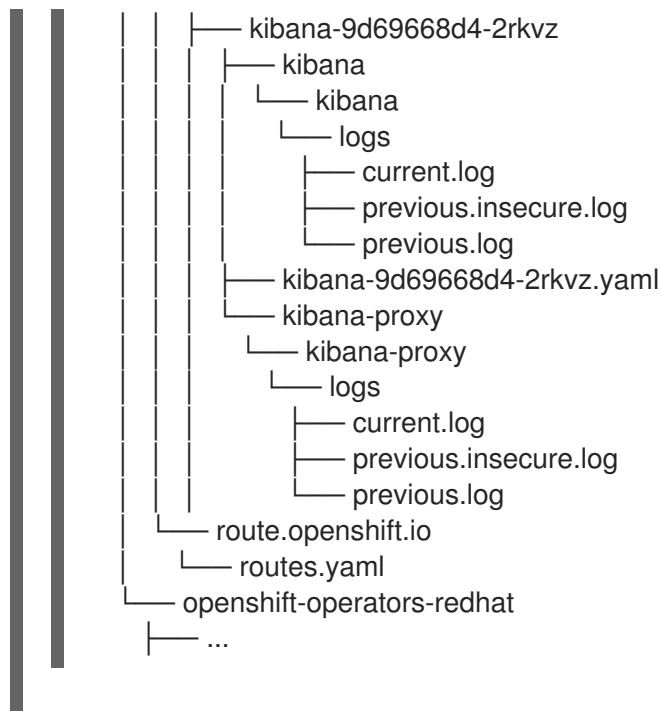 │ │ ├── kibana-9d69668d4-2rkvz
│ │ │ ├── kibana
│ │ │ │ └── kibana
│ │ │ │ └── logs
│ │ │ │ ├── current.log
│ │ │ │ ├── previous.insecure.log
│ │ │ │ └── previous.log
│ │ │ ├── kibana-9d69668d4-2rkvz.yaml
│ │ │ └── kibana-proxy
│ │ │ └── kibana-proxy
│ │ │ └── logs
│ │ │ ├── current.log
│ │ │ ├── previous.insecure.log
│ │ │ └── previous.log
│ └── route.openshift.io
│ └── routes.yaml
└── openshift-operators-redhat
├── ...